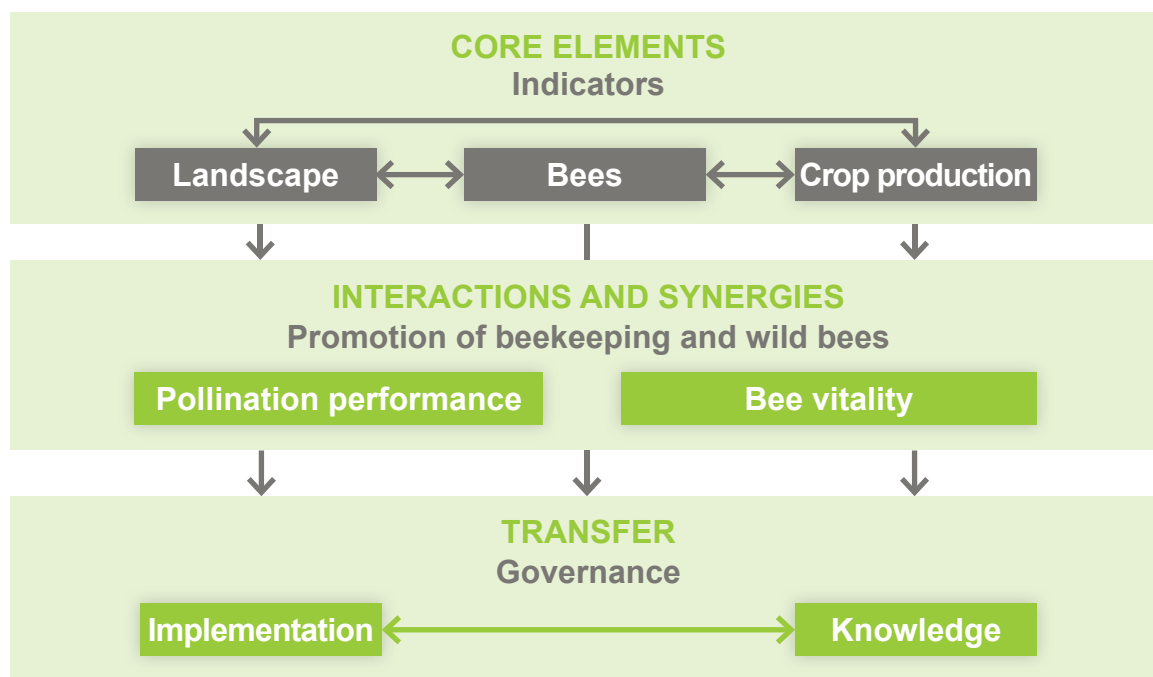 CORE ELEMENTS
Indicators
Landscape
Bees
Crop production
INTERACTIONS AND SYNERGIES
Promotion of beekeeping and wild bees
Pollination performance
Bee vitality
TRANSFER
Governance
Implementation
Knowledge